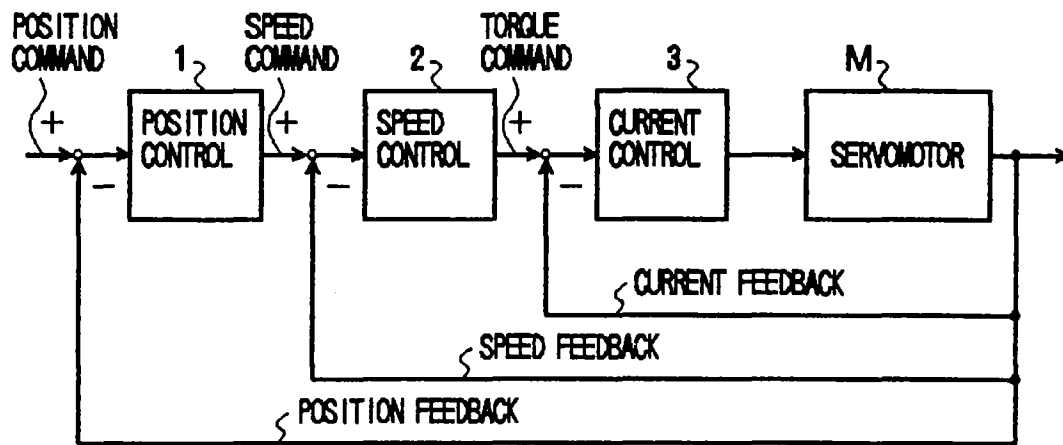 POSITION
COMMAND
1
SPEED
COMMAND
2
TORQUE
COMMAND
3
M
+
+
+
POSITION
CONTROL
SPEED
CONTROL
CURRENT
CONTROL
SERVOMOTOR
−
−
−
CURRENT FEEDBACK
SPEED FEEDBACK
POSITION FEEDBACK